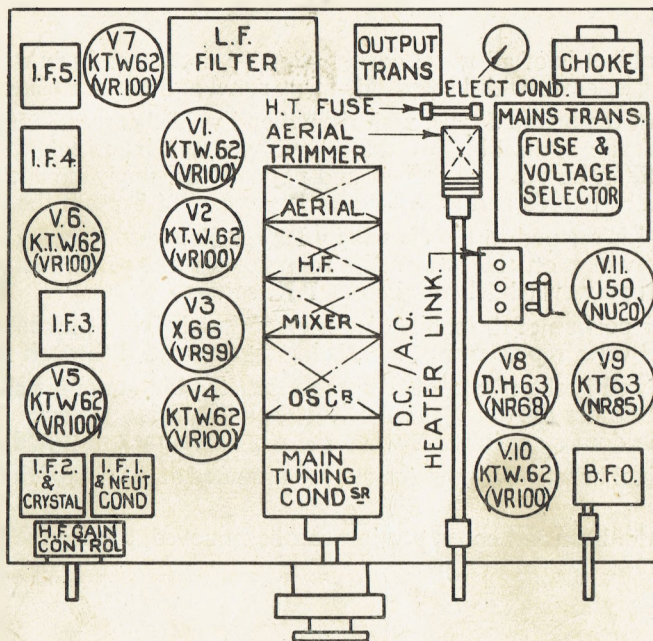 V7
KTW62
(VR.100)
I.F.5.
L.F.
FILTER
OUTPUT
TRANS
ELECT COND.
CHOKE
H.T. FUSE
AERIAL
TRIMMER
MAINS TRANS.
FUSE &
VOLTAGE
SELECTOR
I.F.4.
V1.
KTW.62
(VR100)
V.6.
K.T.W.62
(VR100)
V2
KT.W.62
(VR100)
AERIAL
H.F.
MIXER
OSCR
MAIN
TUNING
CONDSR
I.F.3.
V3
X66
(VR99)
V5
KTW62
(VR100)
V4
KTW.62
(VR100)
D.C./A.C.
HEATER LINK
V.11.
U50
(NU20)
V8
D.H.63
(NR68)
V9
KT63
(NR85)
V.10
KTW.62
(VR100)
B.F.O.
I.F.2.
&
CRYSTAL
I.F.1.
& NEUT
COND
H.F. GAIN
CONTROL